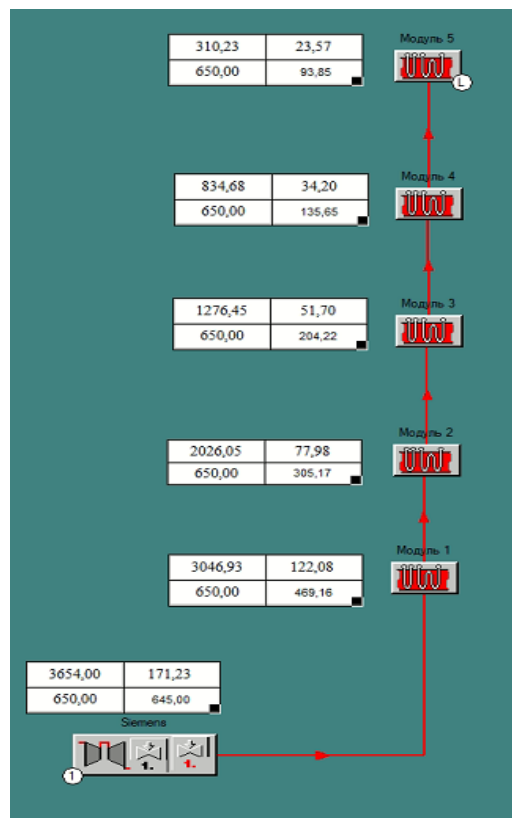 Модуль 5
310,23 23,57
650,00 93,85
L
Модуль 4
834,68 34,20
650,00 135,65
Модуль 3
1276,45 51,70
650,00 204,22
Модуль 2
2026,05 77,98
650,00 305,17
Модуль 1
3046,93 122,08
650,00 469,16
3654,00 171,23
650,00 645,00
Siemens
1. 1.
1